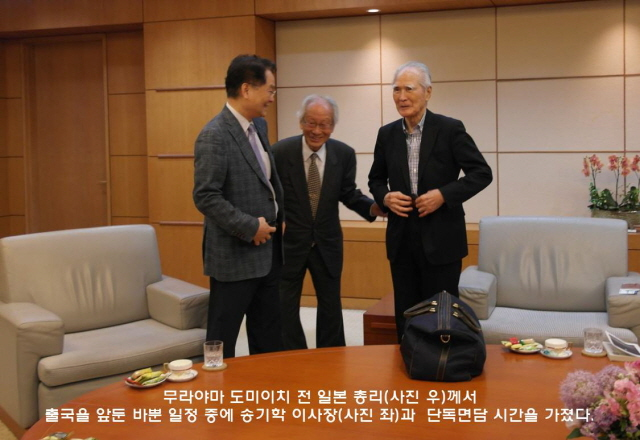 무라야마 도미이치 전 일본 총리(사진 우)께서
출국을 앞둔 바쁜 일정 중에 송기학 이사장(사진 좌)과 단독면담 시간을 가졌다.